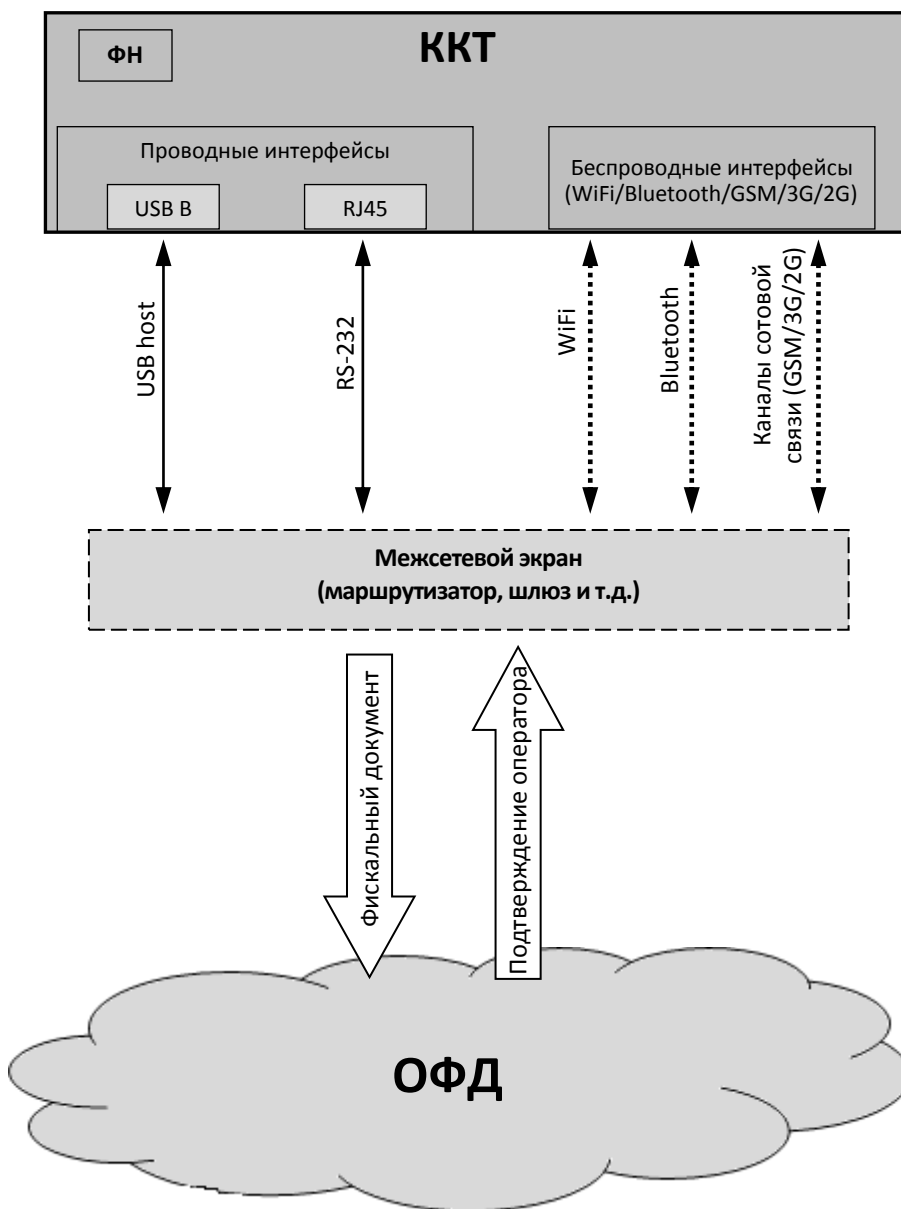 ККТ
ФН
Проводные интерфейсы
USB B
RJ45
Беспроводные интерфейсы
(WiFi/Bluetooth/GSM/3G/2G)
USB host
RS-232
WiFi
Bluetooth
Каналы сотовой
связи (GSM/3G/2G)
Межсетевой экран
(маршрутизатор, шлюз и т.д.)
Фискальный документ
Подтверждение оператора
ОФД